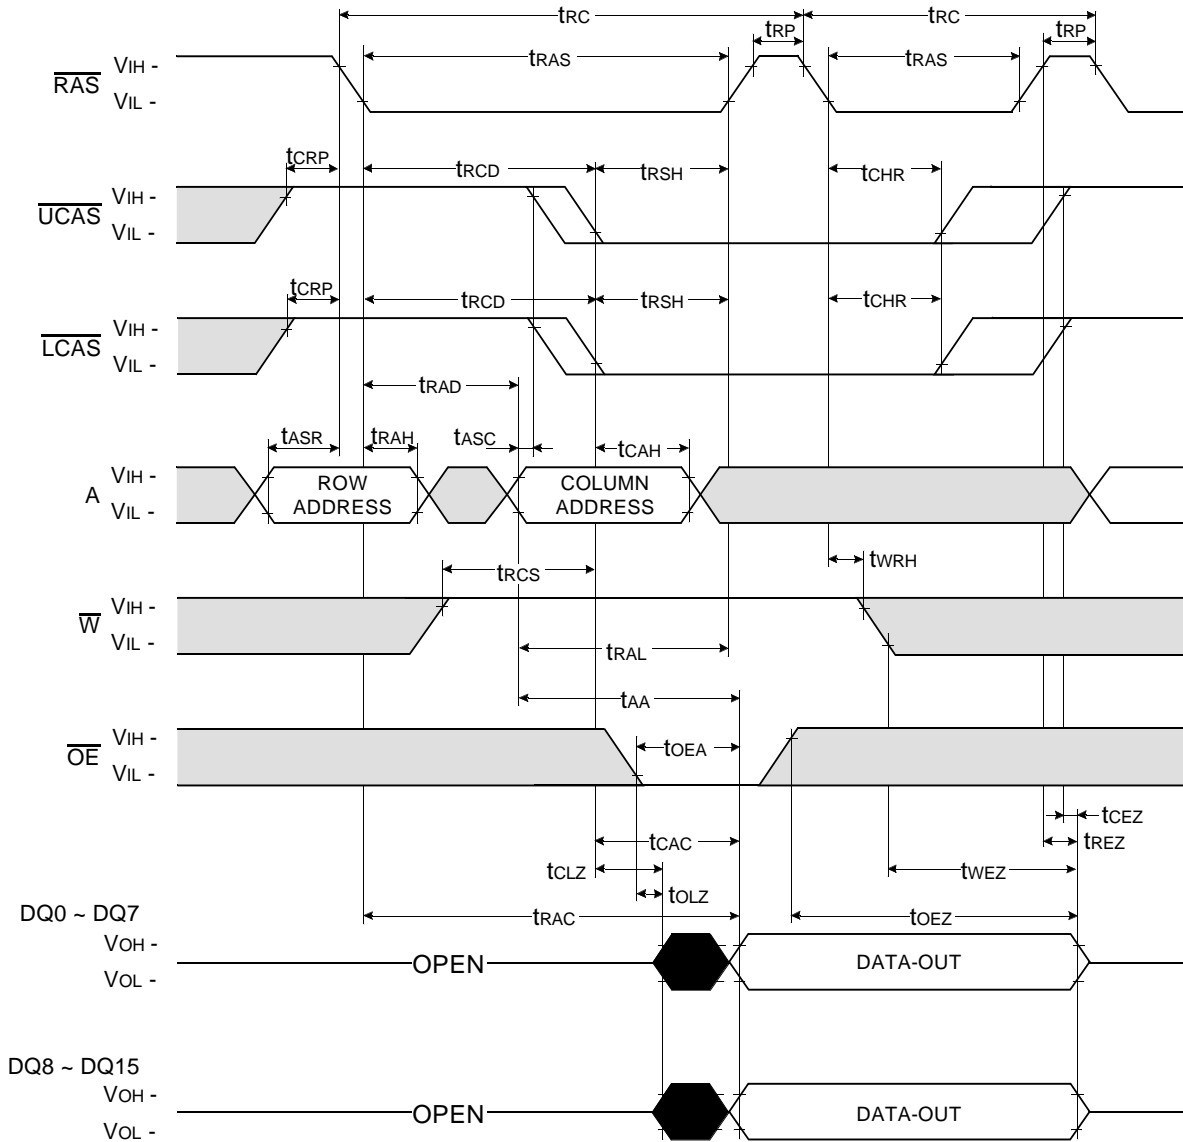 tRC tRC
tRP tRP
tRAS tRAS
RAS
VIH -
VIL -
tCRP tRCD tRSH tCHR
UCAS
VIH -
VIL -
tCRP tRCD tRSH tCHR
LCAS
VIH -
VIL -
tRAD
tASR tRAH tASC tCAH
A
VIH -
VIL -
ROW
ADDRESS
COLUMN
ADDRESS
tWRH
tRCS
W
VIH -
VIL -
tRAL
tAA
OE
VIH -
VIL -
tOEA
tCEZ
tCAC tREZ
tCLZ tWEZ
tOLZ
DQ0 ~ DQ7
tRAC tOEZ
VOH -
VOL -
OPEN DATA-OUT
DQ8 ~ DQ15
VOH -
VOL -
OPEN DATA-OUT